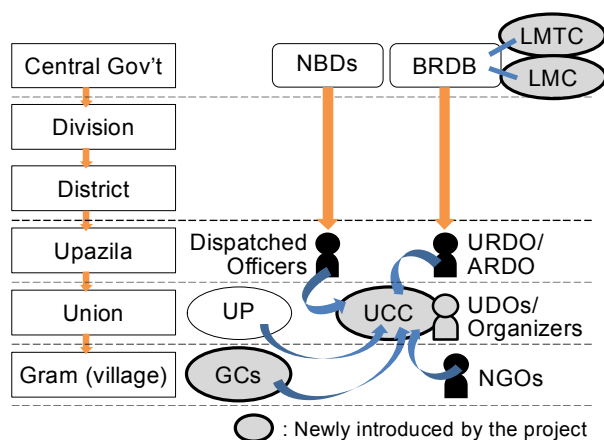 LMTC
Central Gov't
NBDs
BRDB
LMC
Division
District
Upazila
Dispatched
Officers
URDO/
ARDO
Union
UP
UCC
UDOs/
Organizers
Gram (village)
GCs
NGOs
: Newly introduced by the project